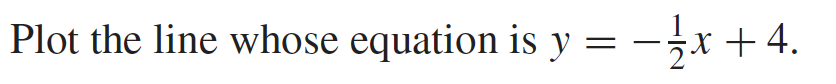 Plot the line whose equation is y = −½x + 4.